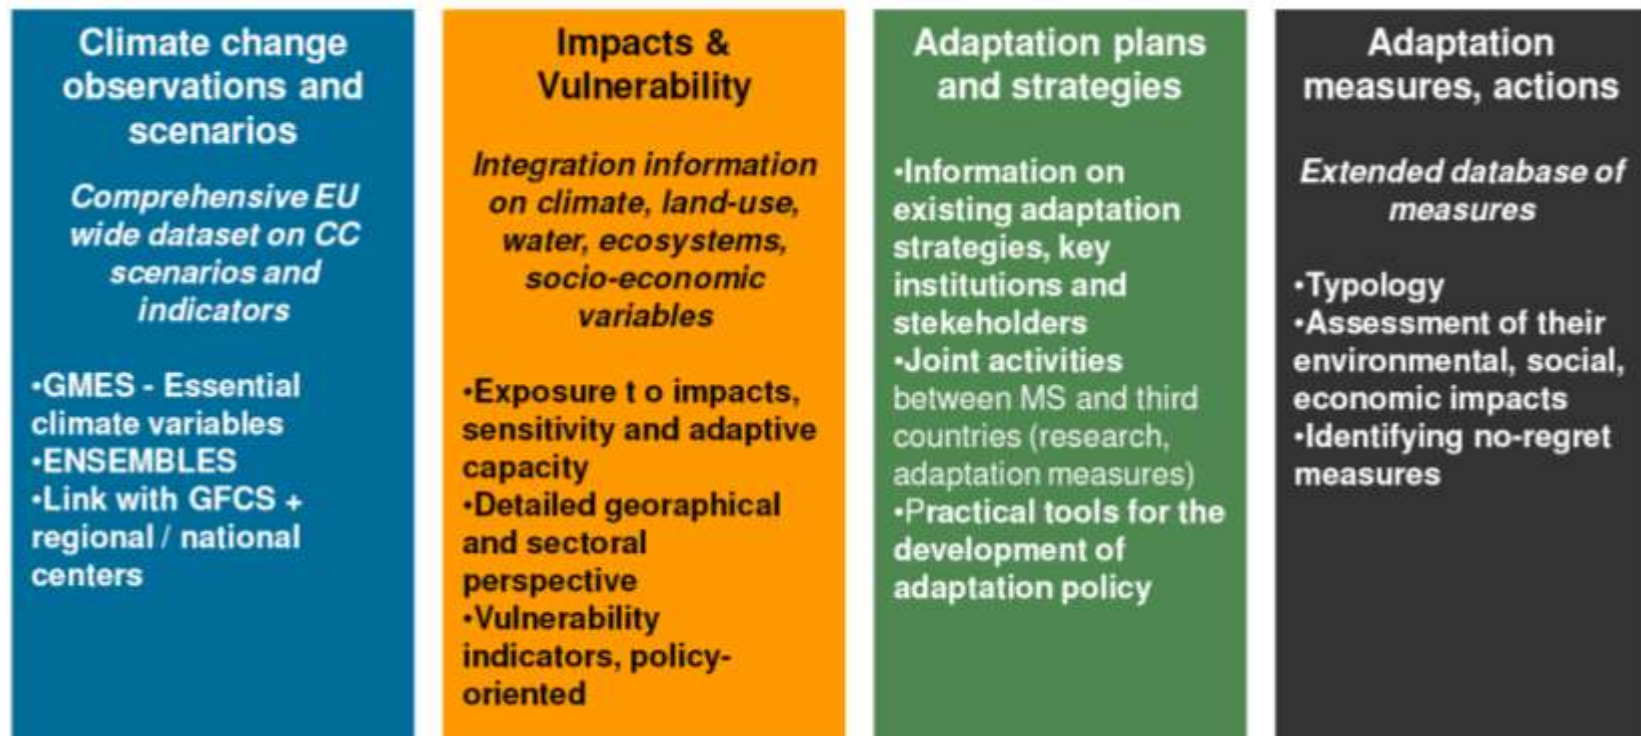 Climate change
observations and
scenarios
Comprehensive EU
wide dataset on CC
scenarios and
indicators
•GMES - Essential
climate variables
•ENSEMBLES
•Link with GFCS +
regional / national
centers
Impacts &
Vulnerability
Integration information
on climate, land-use,
water, ecosystems,
socio-economic
variables
•Exposure t o impacts,
sensitivity and adaptive
capacity
•Detailed georaphical
and sectoral
perspective
•Vulnerability
indicators, policy-
oriented
Adaptation plans
and strategies
•Information on
existing adaptation
strategies, key
institutions and
stekeholders
•Joint activities
between MS and third
countries (research,
adaptation measures)
•Practical tools for the
development of
adaptation policy
Adaptation
measures, actions
Extended database of
measures
•Typology
•Assessment of their
environmental, social,
economic impacts
•Identifying no-regret
measures